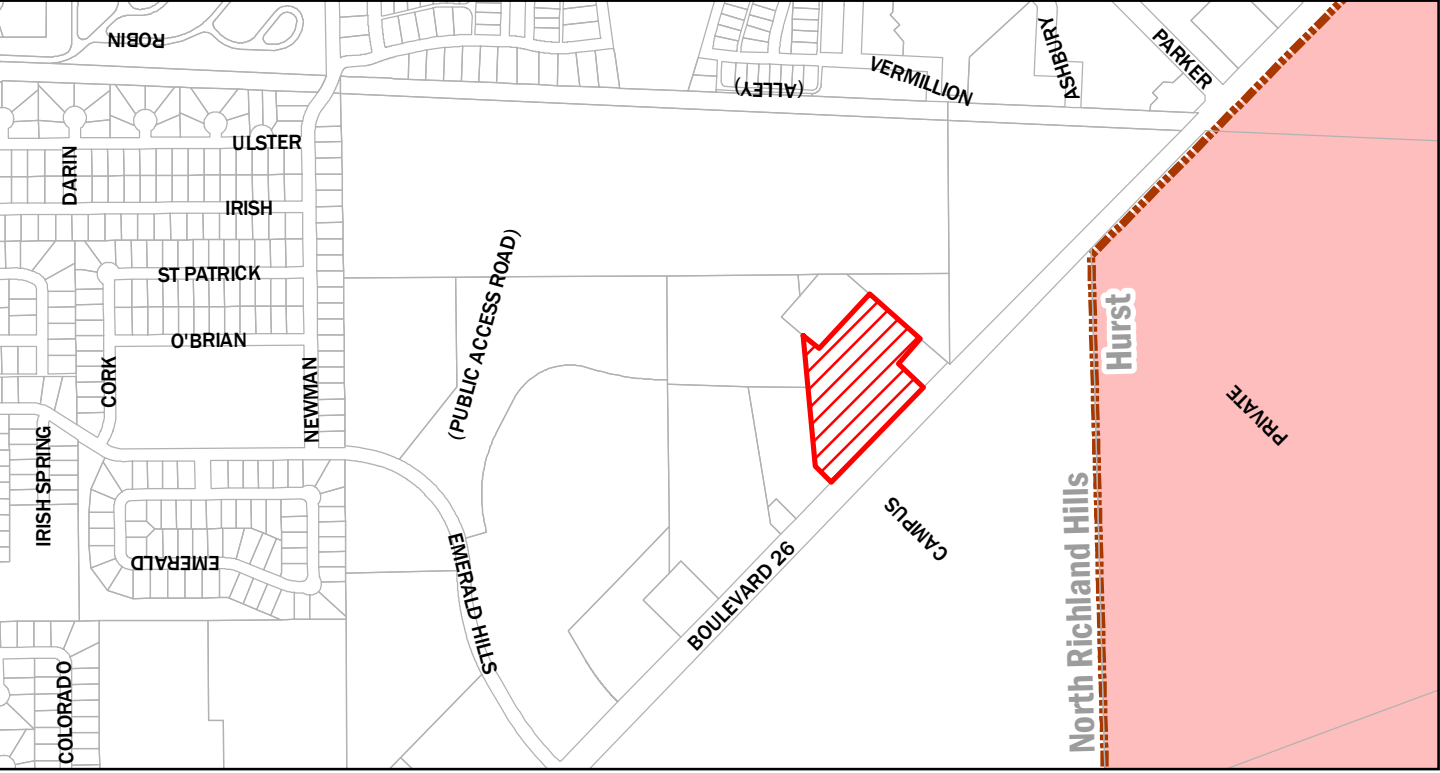 ROBIN
PARKER
ASHBURY
VERMILLION
(ALLEY)
ULSTER
DARIN
IRISH
ST PATRICK
O'BRIAN
(PUBLIC ACCESS ROAD)
CORK
NEWMAN
Hurst
PRIVATE
IRISH SPRING
EMERALD
EMERALD HILLS
CAMPUS
BOULEVARD 26
North Richland Hills
COLORADO